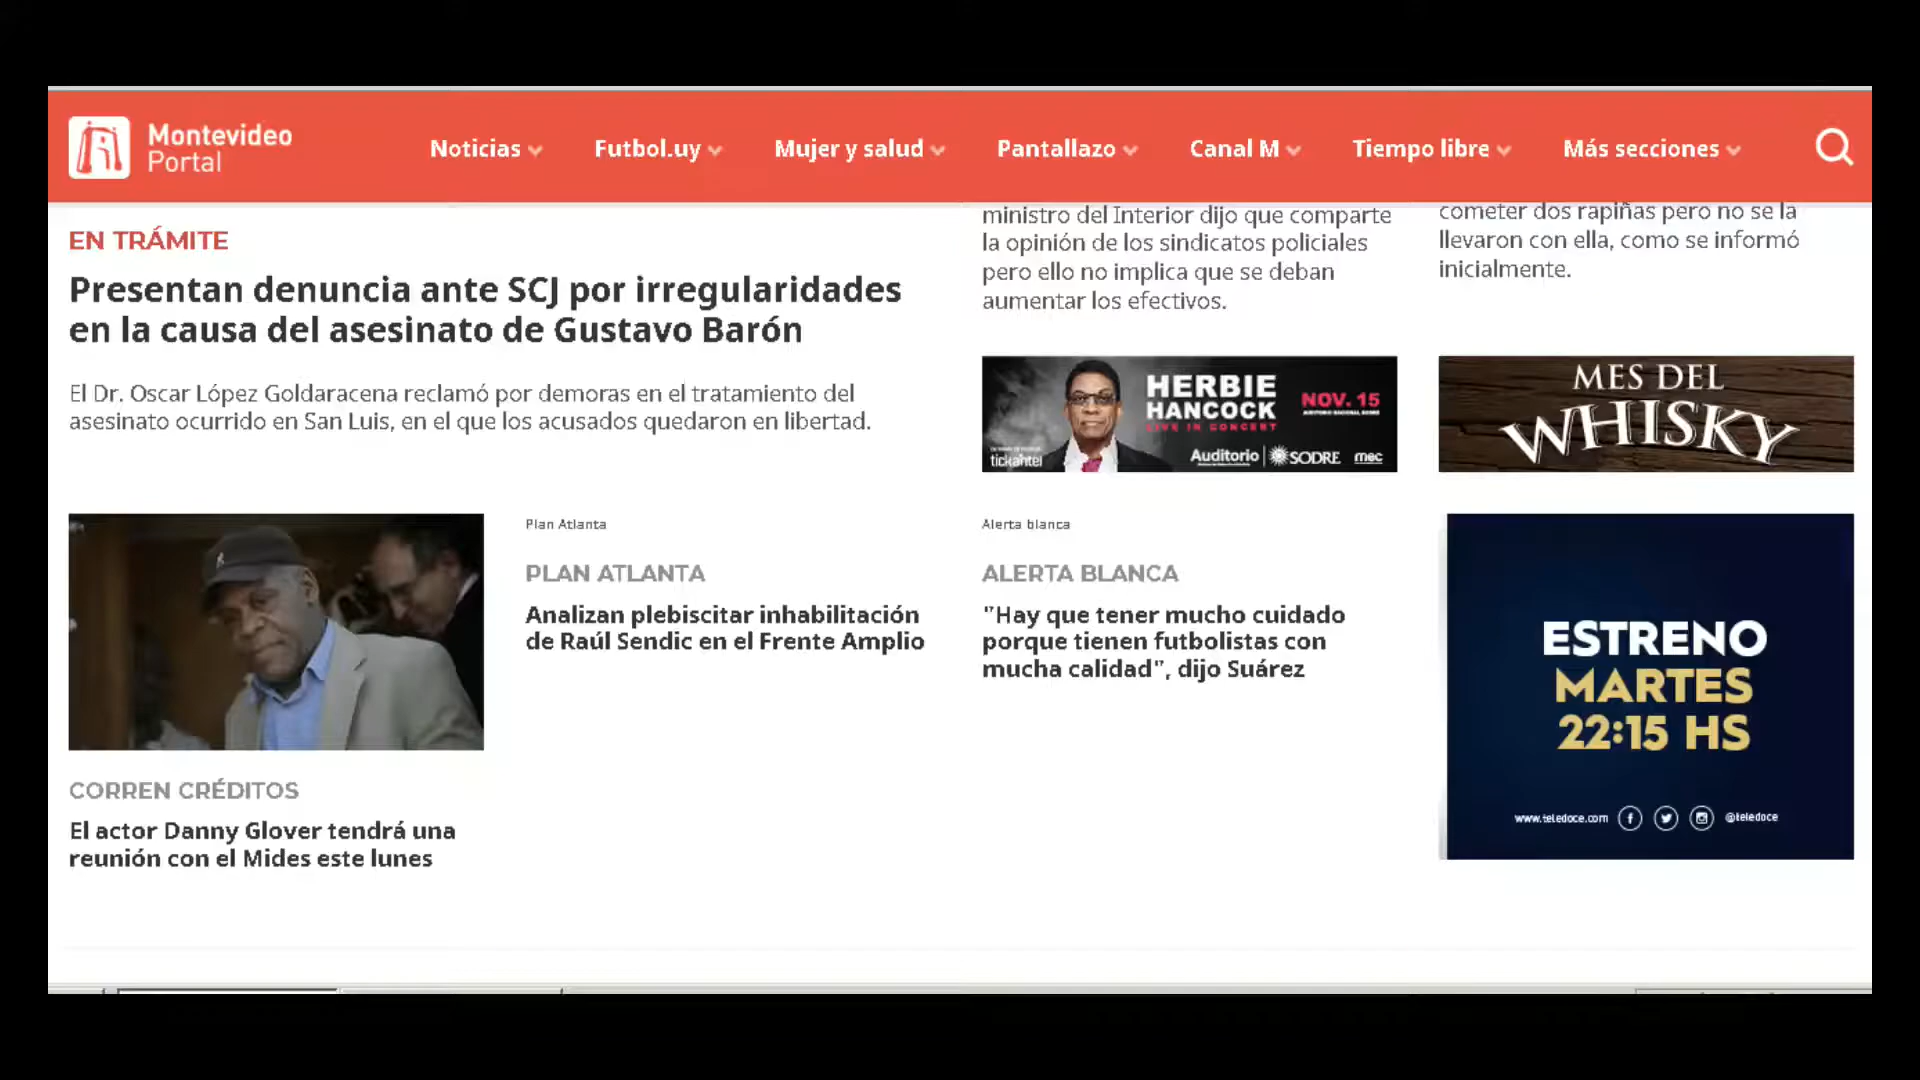 Montevideo
Portal
Noticias
Futbol.uy
Mujer y salud
Pantallazo
Canal M
Tiempo libre
Más secciones
EN TRÁMITE
Presentan denuncia ante SCJ por irregularidades
en la causa del asesinato de Gustavo Barón
El Dr. Oscar López Goldaracena reclamó por demoras en el tratamiento del
asesinato ocurrido en San Luis, en el que los acusados quedaron en libertad.
ministro del Interior dijo que comparte
la opinión de los sindicatos policiales
pero ello no implica que se deban
aumentar los efectivos.
cometer dos rapiñas pero no se la
llevaron con ella, como se informó
inicialmente.
HERBIE
HANCOCK
LIVE IN CONCERT
NOV. 15
AUDITORIO NACIONAL SODRE
tickantel
Auditorio
SODRE
mec
MES DEL
WHISKY
CORREN CRÉDITOS
El actor Danny Glover tendrá una
reunión con el Mides este lunes
Plan Atlanta
PLAN ATLANTA
Analizan plebiscitar inhabilitación
de Raúl Sendic en el Frente Amplio
Alerta blanca
ALERTA BLANCA
"Hay que tener mucho cuidado
porque tienen futbolistas con
mucha calidad", dijo Suárez
ESTRENO
MARTES
22:15 HS
www.teledoce.com
@teledoce